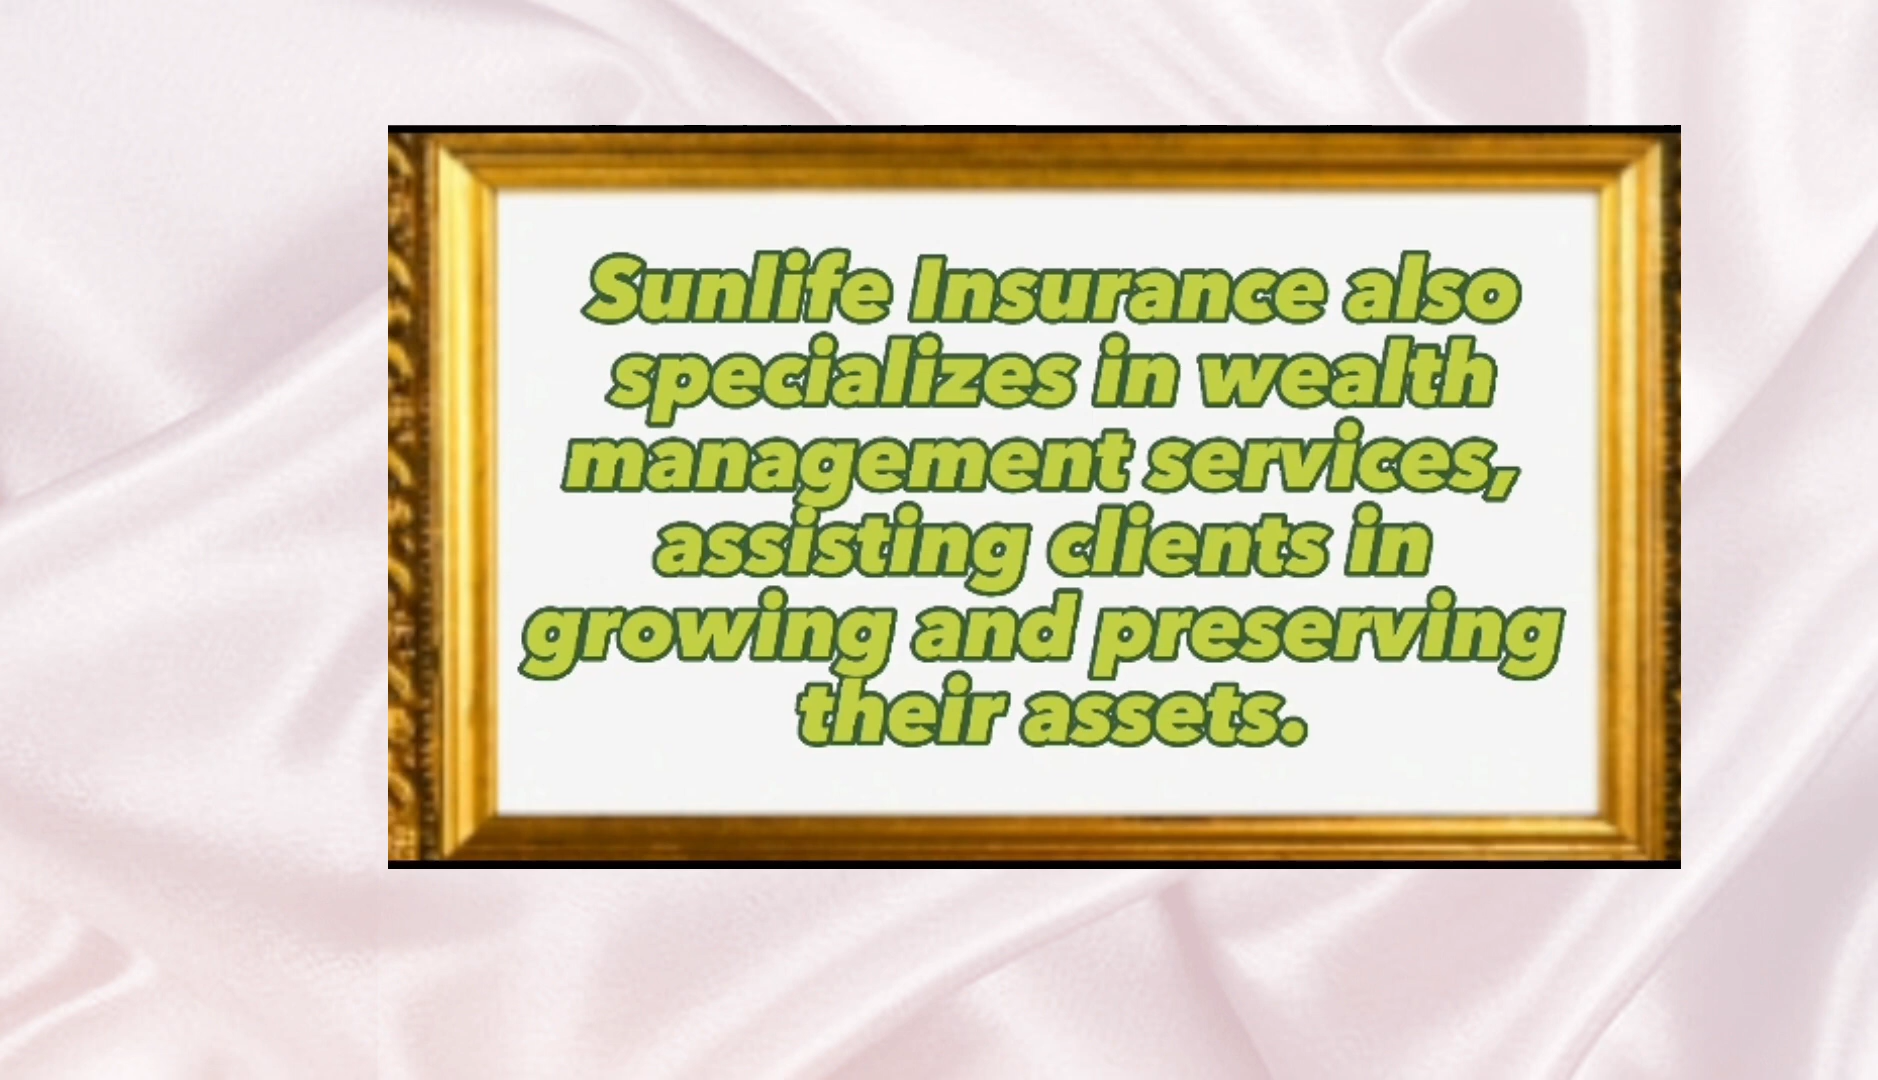 Sunlife Insurance also
specializes in wealth
management services,
assisting clients in
growing and preserving
their assets.